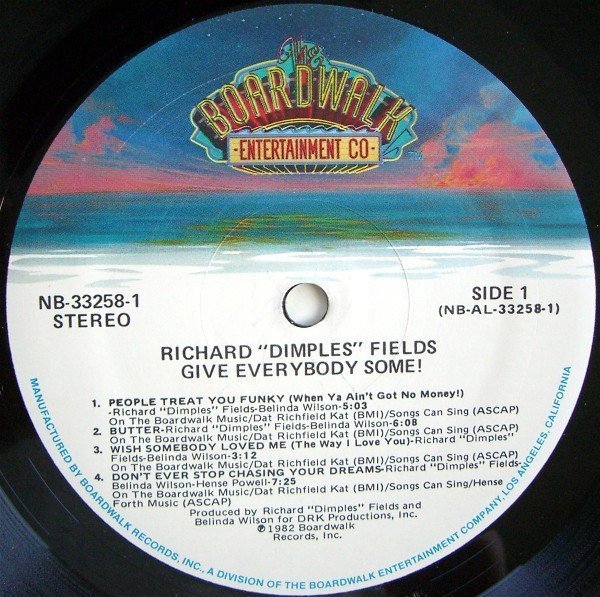 The
BOARDWALK
-ENTERTAINMENT CO-
NB-33258-1
STEREO
SIDE 1
(NB-AL-33258-1)
RICHARD "DIMPLES" FIELDS
GIVE EVERYBODY SOME!
1. PEOPLE TREAT YOU FUNKY (When Ya Ain't Got No Money!)
-Richard "Dimples" Fields-Belinda Wilson-5:03
On The Boardwalk Music/Dat Richfield Kat (BMI)/Songs Can Sing (ASCAP)
2. BUTTER-Richard "Dimples" Fields-Belinda Wilson-6:08
On The Boardwalk Music/Dat Richfield Kat (BMI)/Songs Can Sing (ASCAP)
3. WISH SOMEBODY LOVED ME (The Way I Love You)-Richard "Dimples"
Fields-Belinda Wilson-3:12
On The Boardwalk Music/Dat Richfield Kat (BMI)/Songs Can Sing (ASCAP)
4. DON'T EVER STOP CHASING YOUR DREAMS-Richard "Dimples" Fields-
Belinda Wilson-Hense Powell-7:25
On The Boardwalk Music/Dat Richfield Kat (BMI)/Songs Can Sing/Hense
Forth Music (ASCAP)
Produced by Richard "Dimples" Fields and
Belinda Wilson for DRK Productions, Inc.
℗1982 Boardwalk
Records, Inc.
MANUFACTURED BY BOARDWALK RECORDS, INC., A DIVISION OF THE BOARDWALK ENTERTAINMENT COMPANY, LOS ANGELES, CALIFORNIA